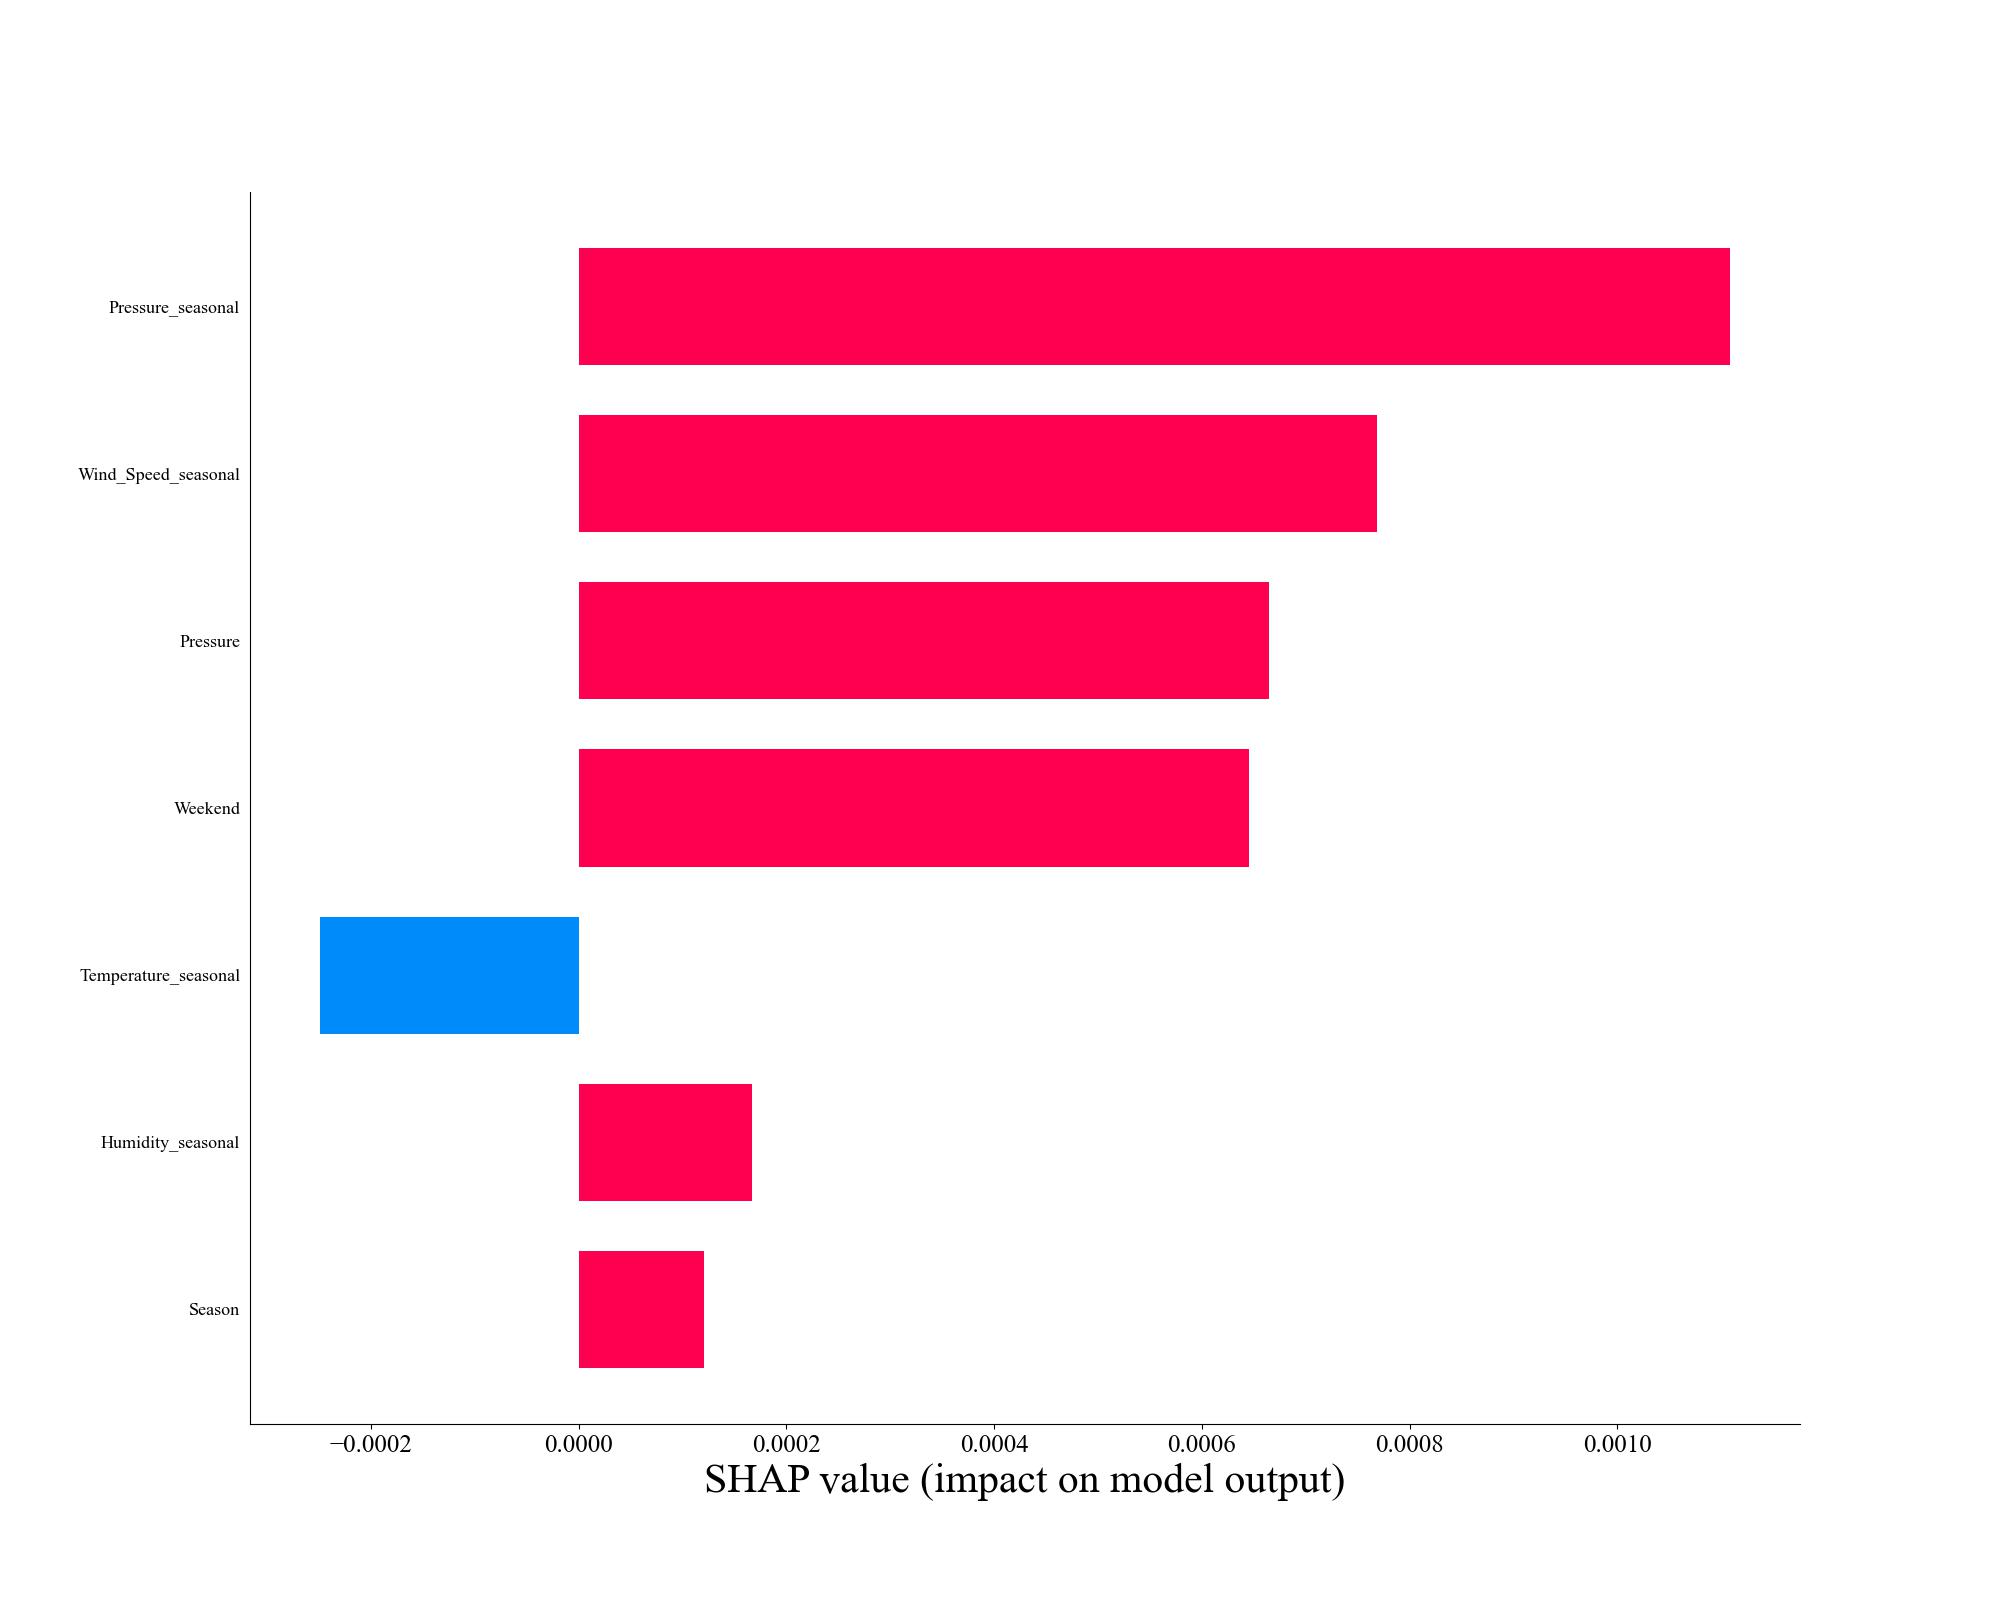 Pressure_seasonal
Wind_Speed_seasonal
Pressure
Weekend
Temperature_seasonal
Humidity_seasonal
Season
−0.0002 0.0000 0.0002 0.0004 0.0006 0.0008 0.0010
SHAP value (impact on model output)